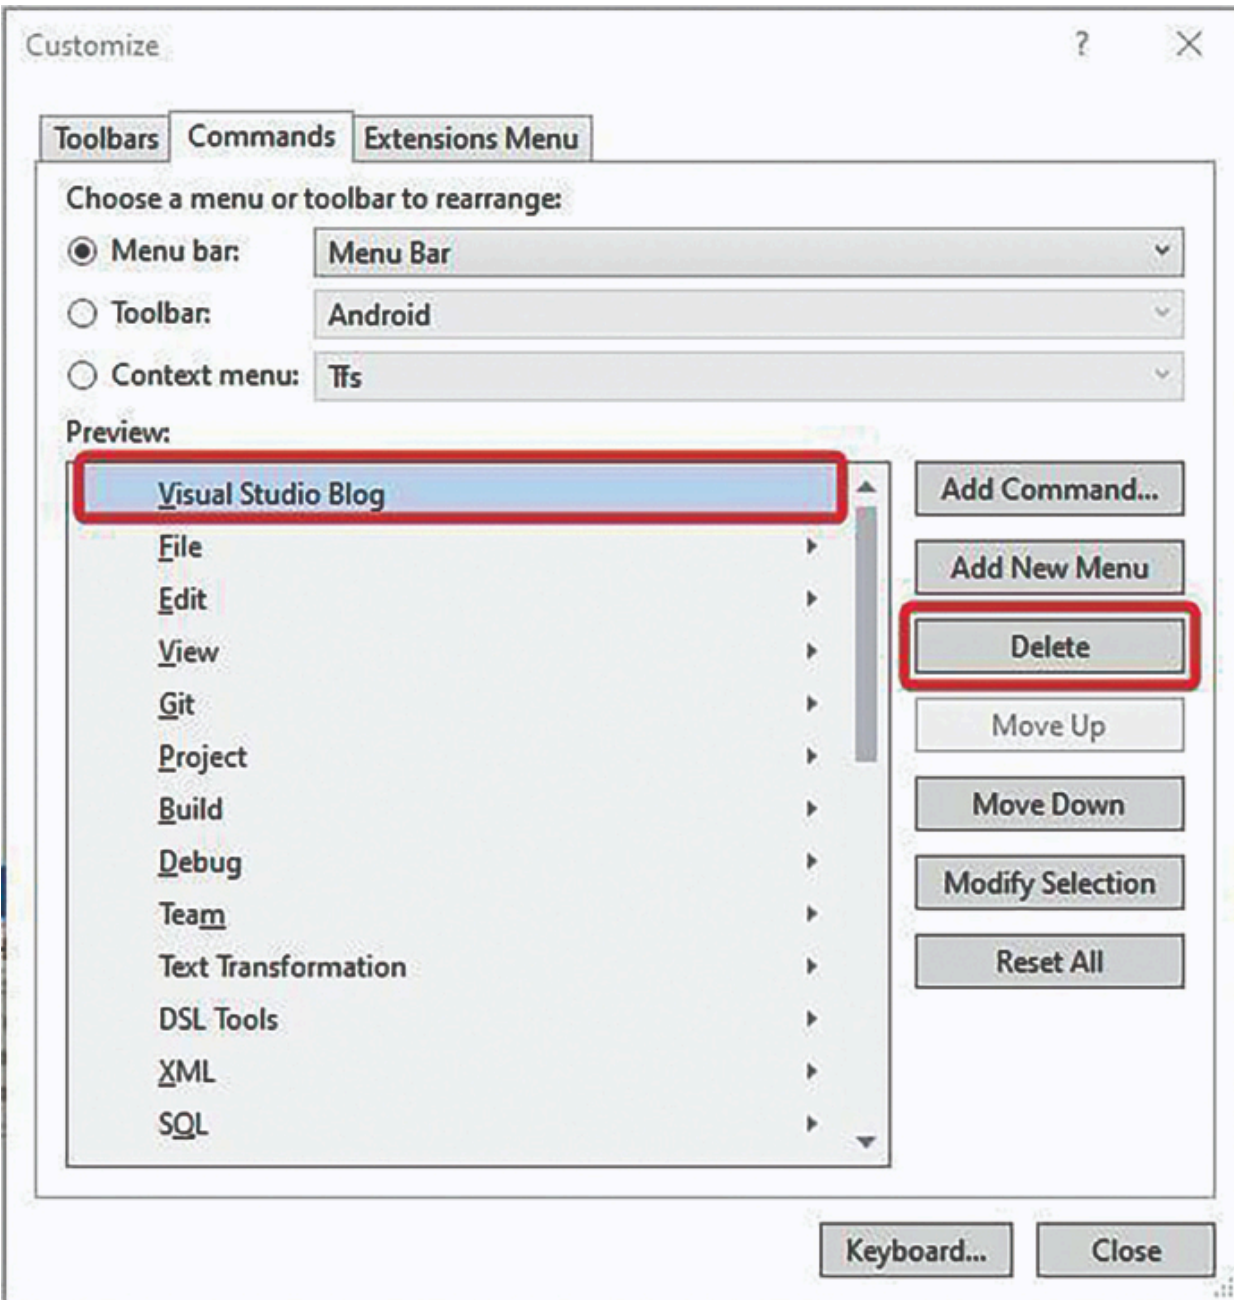 Customize ?
Toolbars Commands Extensions Menu
Choose a menu or toolbar to rearrange:
Menu bar: Menu Bar
Toolbar: Android
Context menu: Tfs
Preview:
Visual Studio Blog
File
Edit
View
Git
Project
Build
Debug
Team
Text Transformation
DSL Tools
XML
SQL
Add Command...
Add New Menu
Delete
Move Up
Move Down
Modify Selection
Reset All
Keyboard... Close